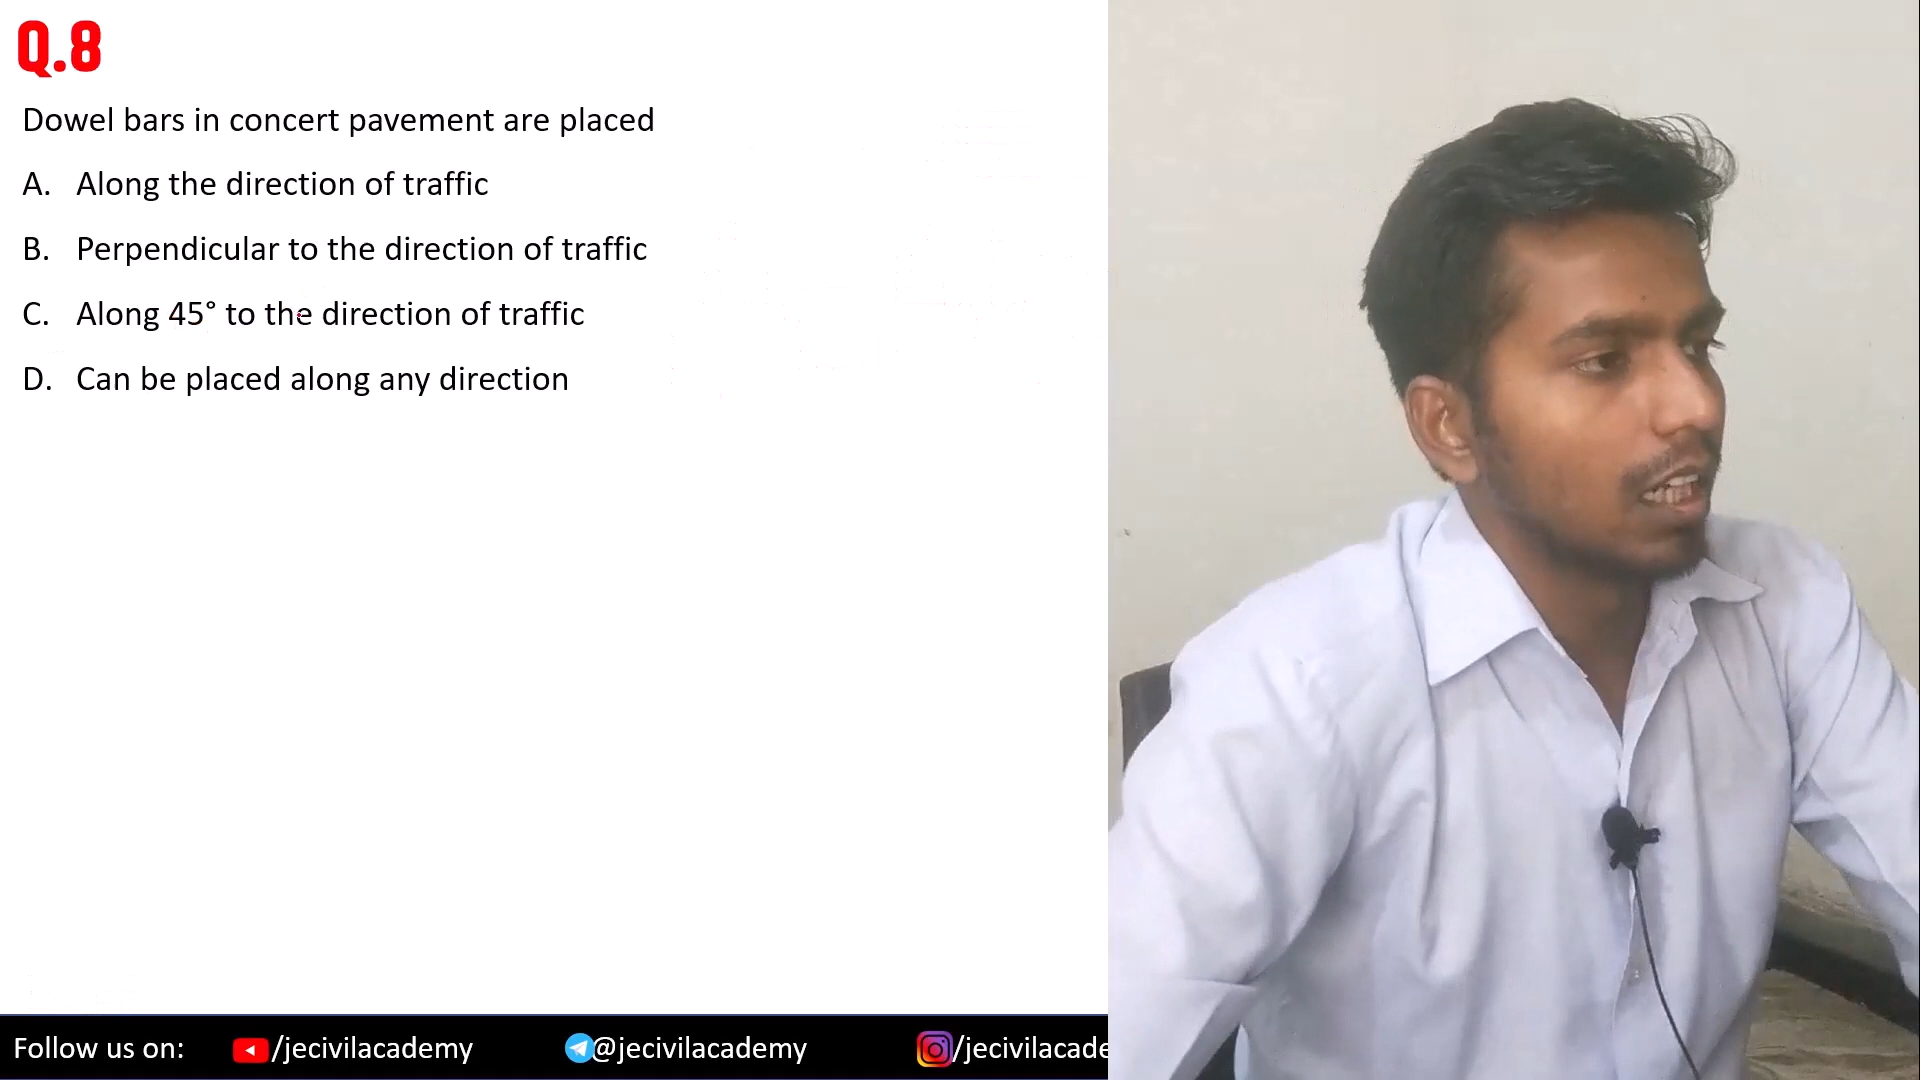 Q.8
Dowel bars in concert pavement are placed
A. Along the direction of traffic
B. Perpendicular to the direction of traffic
C. Along 45° to the direction of traffic
D. Can be placed along any direction
Follow us on: /jecivilacademy @jecivilacademy /jecivilacade